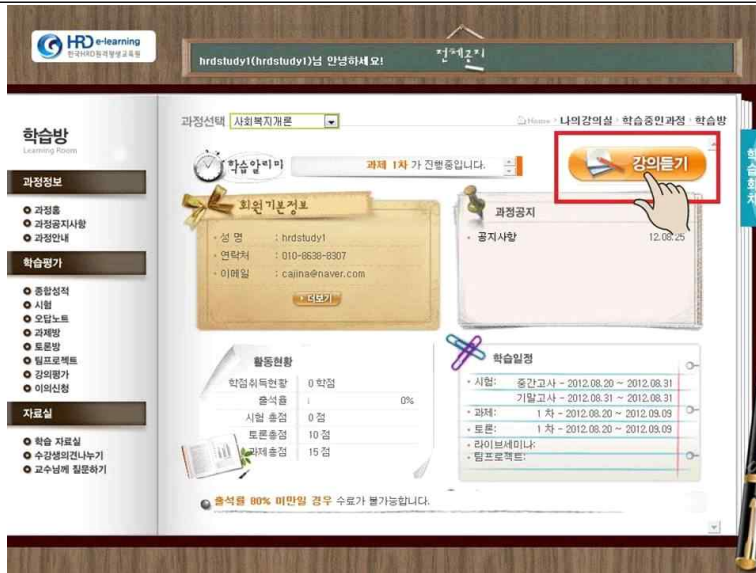 HRD e-learning
한국HRD원격평생교육원
hrdstudy1(hrdstudy1)님 안녕하세요!
전체공지
학습방
Learning Room
과정정보
과정홈
과정공지사항
과정안내
학습평가
종합성적
시험
오답노트
과제방
토론방
팀프로젝트
강의평가
이의신청
자료실
학습 자료실
수강생의견나누기
교수님께 질문하기
과정선택 사회복지개론
Home > 나의강의실 > 학습중인과정 > 학습방
학습알리미
과제 1차 가 진행중입니다.
강의듣기
학습회차
회원기본정보
· 성 명 : hrdstudy1
· 연락처 : 010-8638-8307
· 이메일 : cajina@naver.com
더보기
과정공지
· 공지사항 12.08.25
활동현황
학점취득현황 0 학점
출석율 0%
시험 총점 0 점
토론총점 10 점
과제총점 15 점
학습일정
· 시험: 중간고사 - 2012.08.20 ~ 2012.08.31
기말고사 - 2012.08.31 ~ 2012.08.31
· 과제: 1 차 - 2012.08.20 ~ 2012.09.09
· 토론: 1 차 - 2012.08.20 ~ 2012.09.09
· 라이브세미나:
· 팀프로젝트:
출석률 80% 미만일 경우 수료가 불가능합니다.